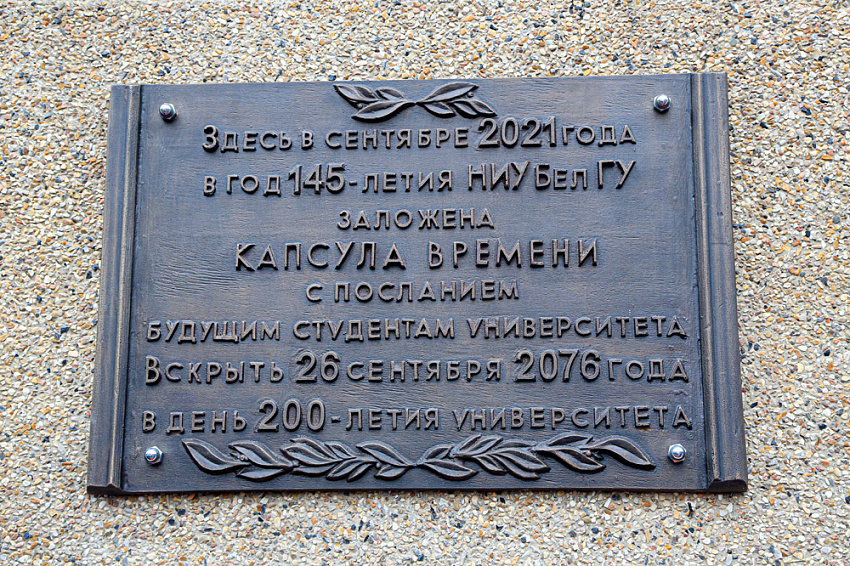 Здесь в сентябре 2021 года
в год 145-летия НИУ БелГУ
заложена
КАПСУЛА ВРЕМЕНИ
с посланием
будущим студентам университета
Вскрыть 26 сентября 2076 года
в день 200-летия университета